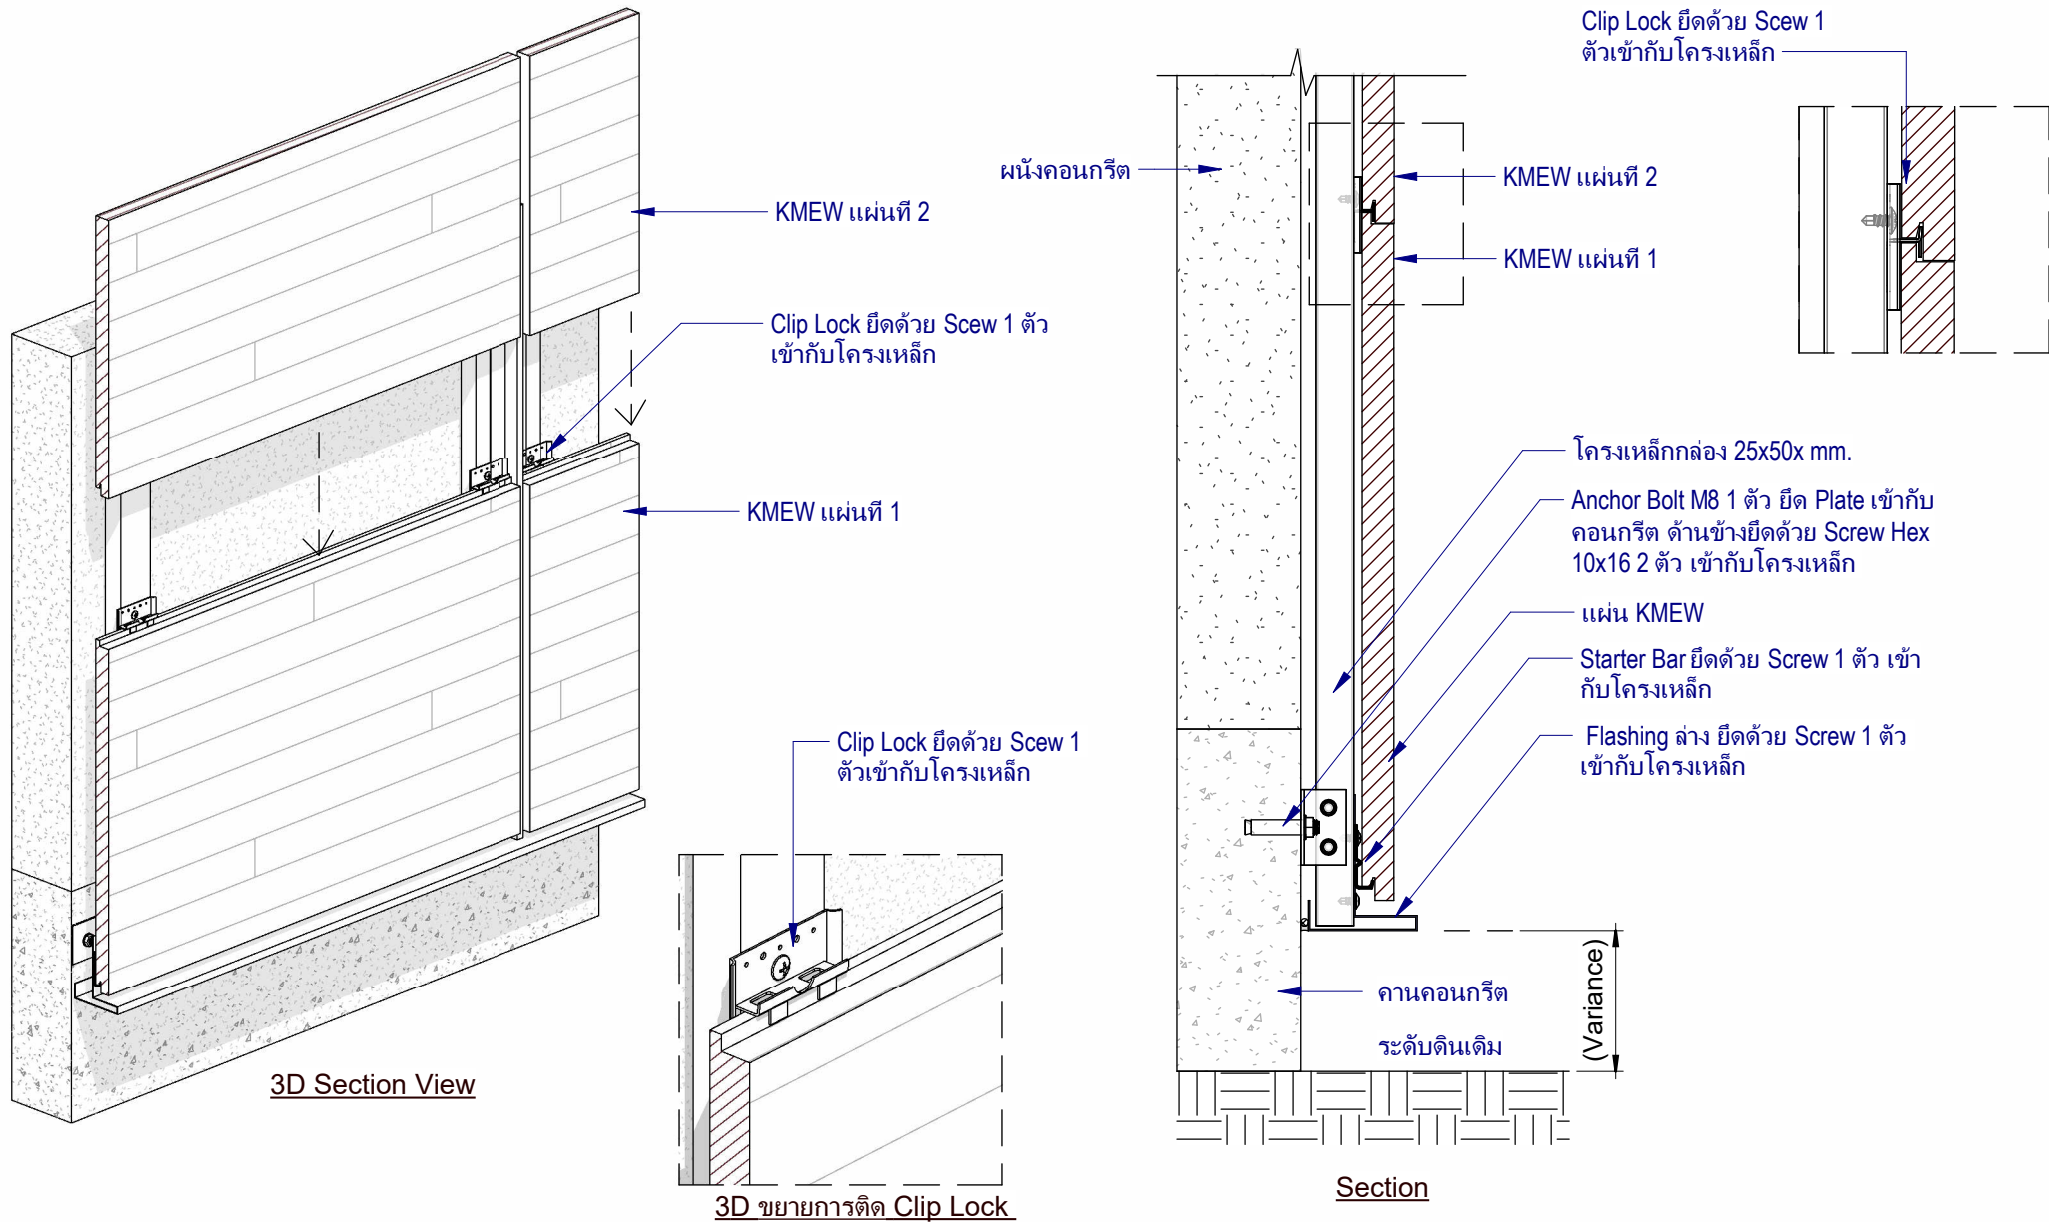 KMEW แผ่นที่ 2
Clip Lock ยึดด้วย Scew 1 ตัว
เข้ากับโครงเหล็ก
KMEW แผ่นที่ 1
3D Section View
Clip Lock ยึดด้วย Scew 1
ตัวเข้ากับโครงเหล็ก
3D ขยายการติด Clip Lock
ผนังคอนกรีต
KMEW แผ่นที่ 2
KMEW แผ่นที่ 1
Clip Lock ยึดด้วย Scew 1
ตัวเข้ากับโครงเหล็ก
โครงเหล็กกล่อง 25x50x mm.
Anchor Bolt M8 1 ตัว ยึด Plate เข้ากับ
คอนกรีต ด้านข้างยึดด้วย Screw Hex
10x16 2 ตัว เข้ากับโครงเหล็ก
แผ่น KMEW
Starter Bar ยึดด้วย Screw 1 ตัว เข้า
กับโครงเหล็ก
Flashing ล่าง ยึดด้วย Screw 1 ตัว
เข้ากับโครงเหล็ก
(Variance)
คานคอนกรีต
ระดับดินเดิม
Section